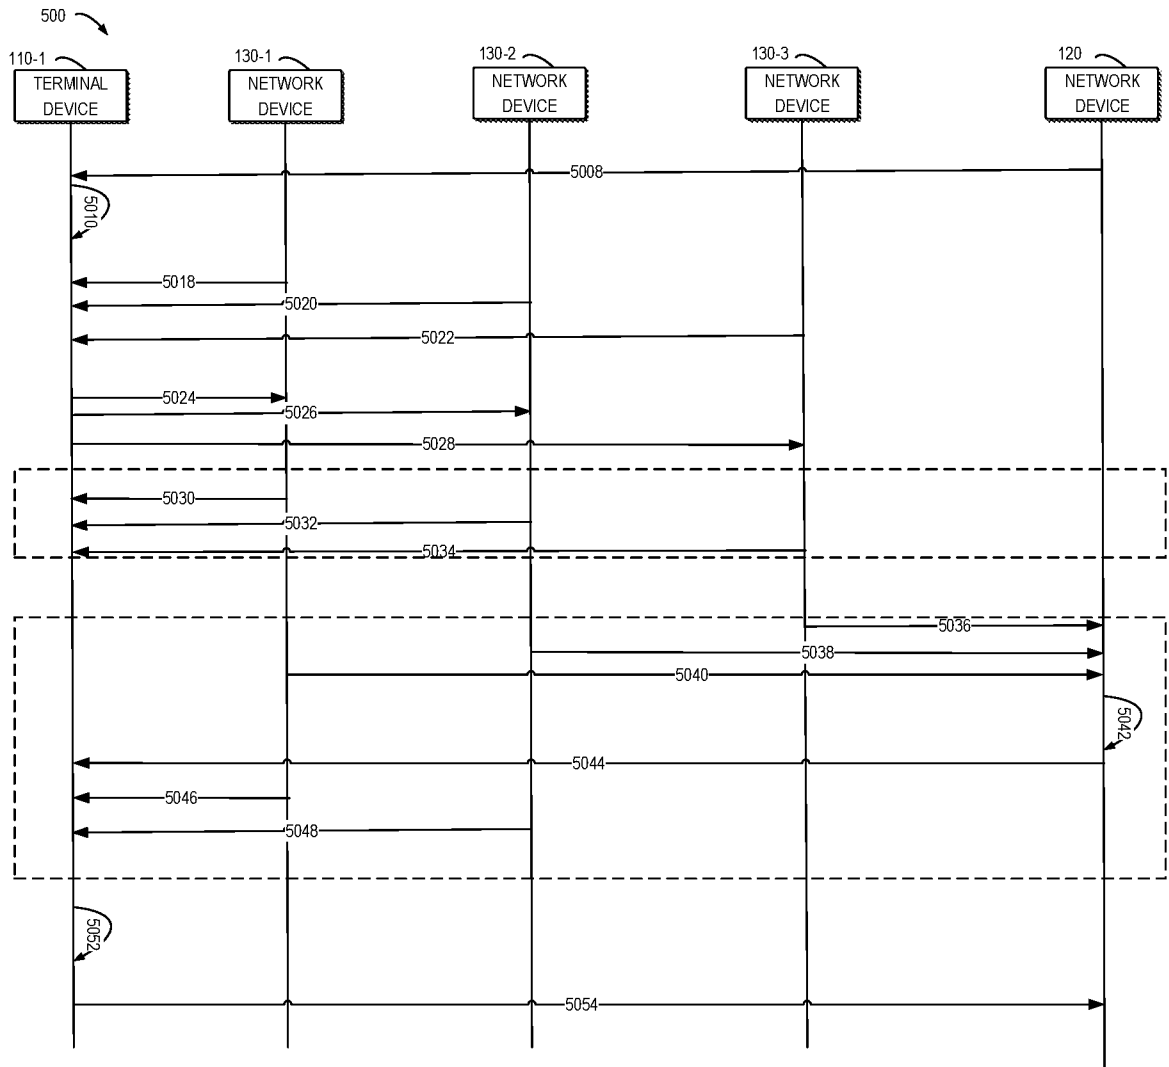 500
110-1
130-1
130-2
130-3
120
TERMINAL
DEVICE
NETWORK
DEVICE
NETWORK
DEVICE
NETWORK
DEVICE
NETWORK
DEVICE
5008
5010
5018
5020
5022
5024
5026
5028
5030
5032
5034
5036
5038
5040
5042
5044
5046
5048
5052
5054